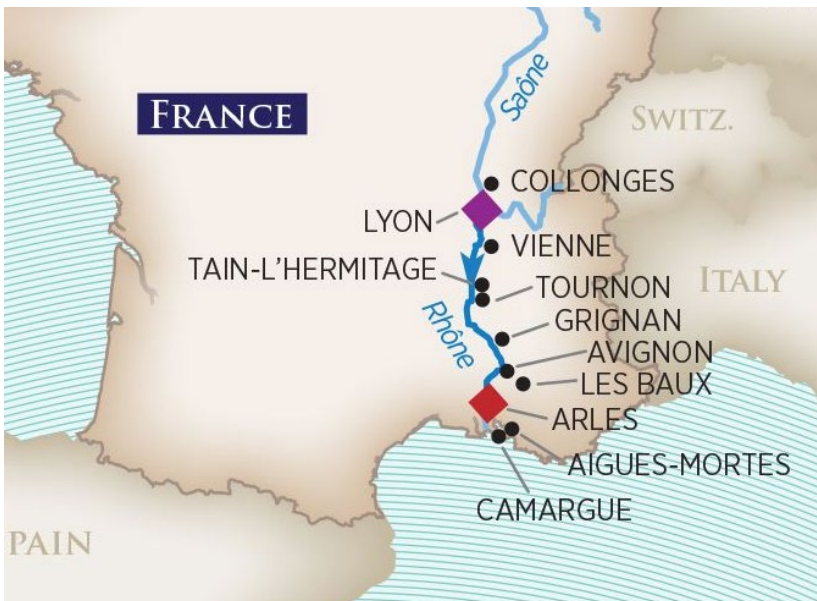 FRANCE
Saône
SWITZ.
COLLONGES
LYON
VIENNE
TAIN-L'HERMITAGE
TOURNON
ITALY
Rhône
GRIGNAN
AVIGNON
LES BAUX
ARLES
AIGUES-MORTES
CAMARGUE
PAIN